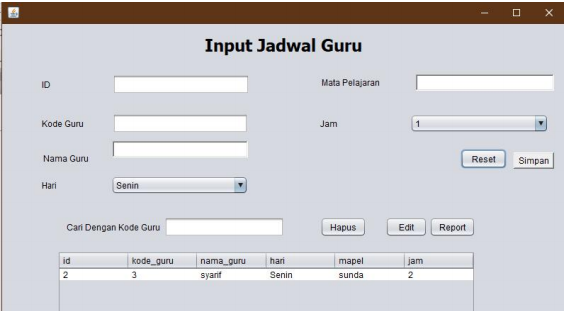 Input Jadwal Guru
ID
Mata Pelajaran
Kode Guru
Jam 1
Nama Guru
Reset Simpan
Hari Senin
Cari Dengan Kode Guru Hapus Edit Report
id kode_guru nama_guru hari mapel jam
2 3 syarif Senin sunda 2